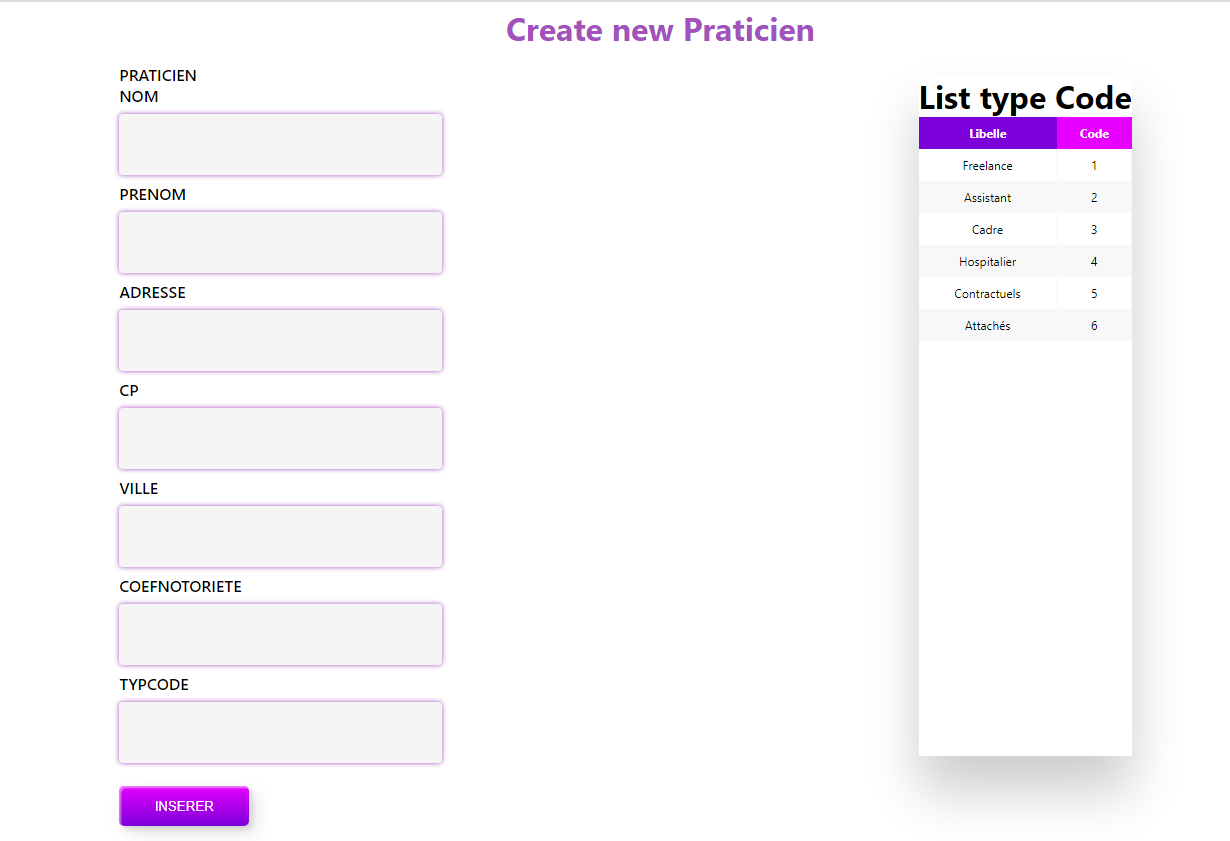 Create new Praticien
PRATICIEN
NOM
PRENOM
ADRESSE
CP
VILLE
COEFNOTORIETE
TYPCODE
INSERER
List type Code
Libelle Code
Freelance 1
Assistant 2
Cadre 3
Hospitalier 4
Contractuels 5
Attachés 6